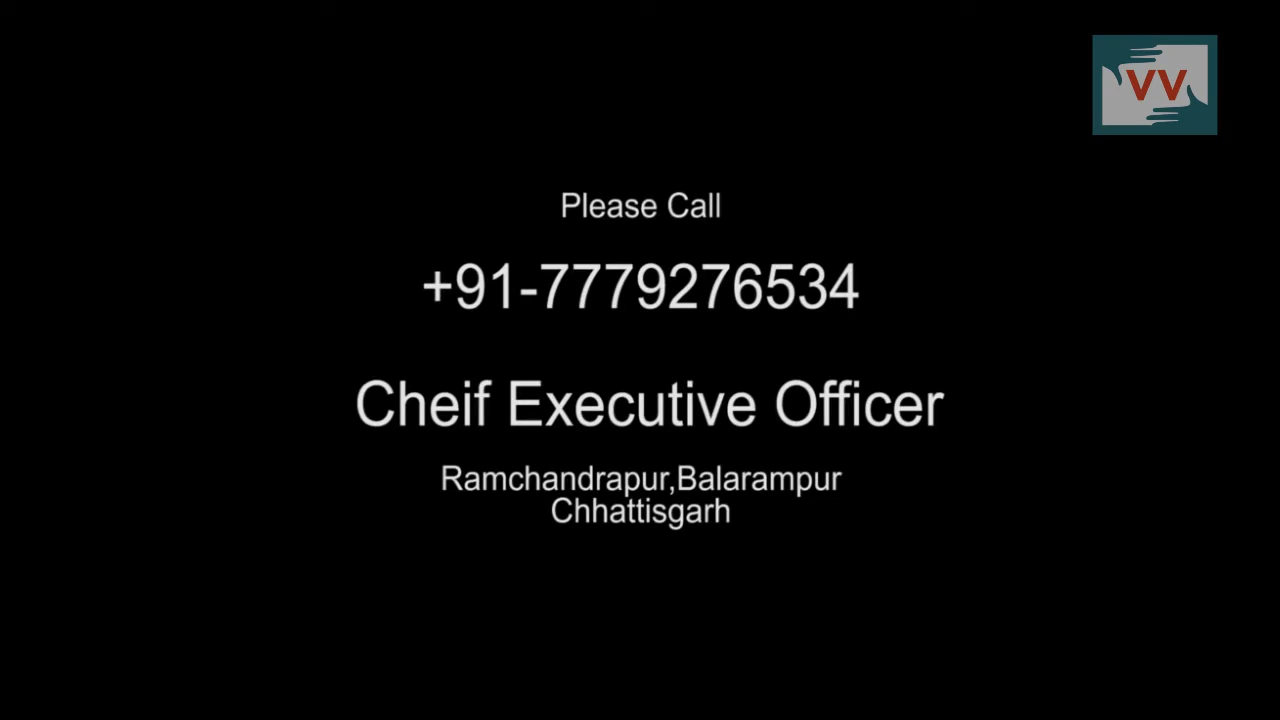 VV
Please Call
+91-7779276534
Cheif Executive Officer
Ramchandrapur,Balarampur
Chhattisgarh